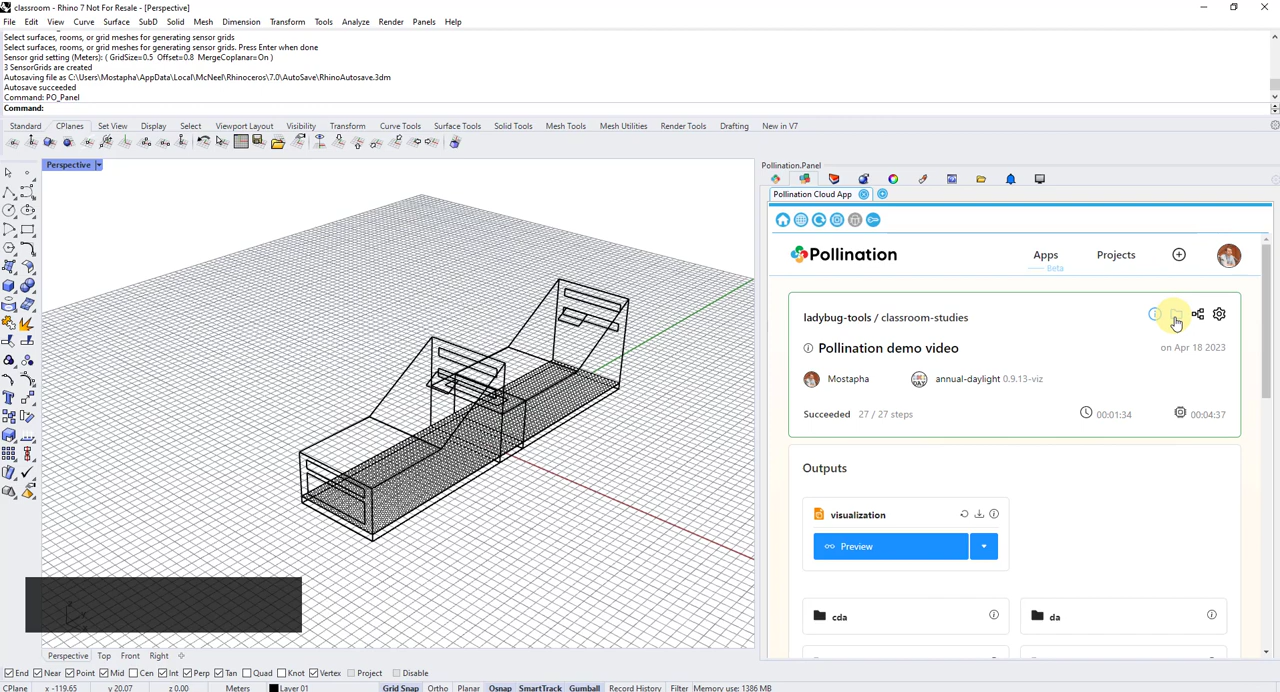 classroom - Rhino 7 Not For Resale - [Perspective]
File Edit View Curve Surface SubD Solid Mesh Dimension Transform Tools Analyze Render Panels Help
Select surfaces, rooms, or grid meshes for generating sensor grids
Select surfaces, rooms, or grid meshes for generating sensor grids. Press Enter when done
Sensor grid setting (Meters): ( GridSize=0.5 Offset=0.8 MergeCoplanar=On )
3 SensorGrids are created
Autosaving file as C:\Users\Mostapha\AppData\Local\McNeel\Rhinoceros\7.0\AutoSave\RhinoAutosave.3dm
Autosave succeeded
Command: PO_Panel
Command:
Standard CPlanes Set View Display Select Viewport Layout Visibility Transform Curve Tools Surface Tools Solid Tools Mesh Tools Mesh Utilities Render Tools Drafting New in V7
Perspective
Pollination.Panel
Pollination Cloud App
Pollination
Apps Projects
Beta
ladybug-tools / classroom-studies
Pollination demo video
on Apr 18 2023
Mostapha
annual-daylight 0.9.13-viz
Succeeded 27 / 27 steps
00:01:34
00:04:37
Outputs
visualization
Preview
cda
da
Perspective Top Front Right
End Near Point Mid Cen Int Perp Tan Quad Knot Vertex Project Disable
CPlane x -119.65 y 20.07 z 0.00 Meters Layer 01 Grid Snap Ortho Planar Osnap SmartTrack Gumball Record History Filter Memory use: 1386 MB